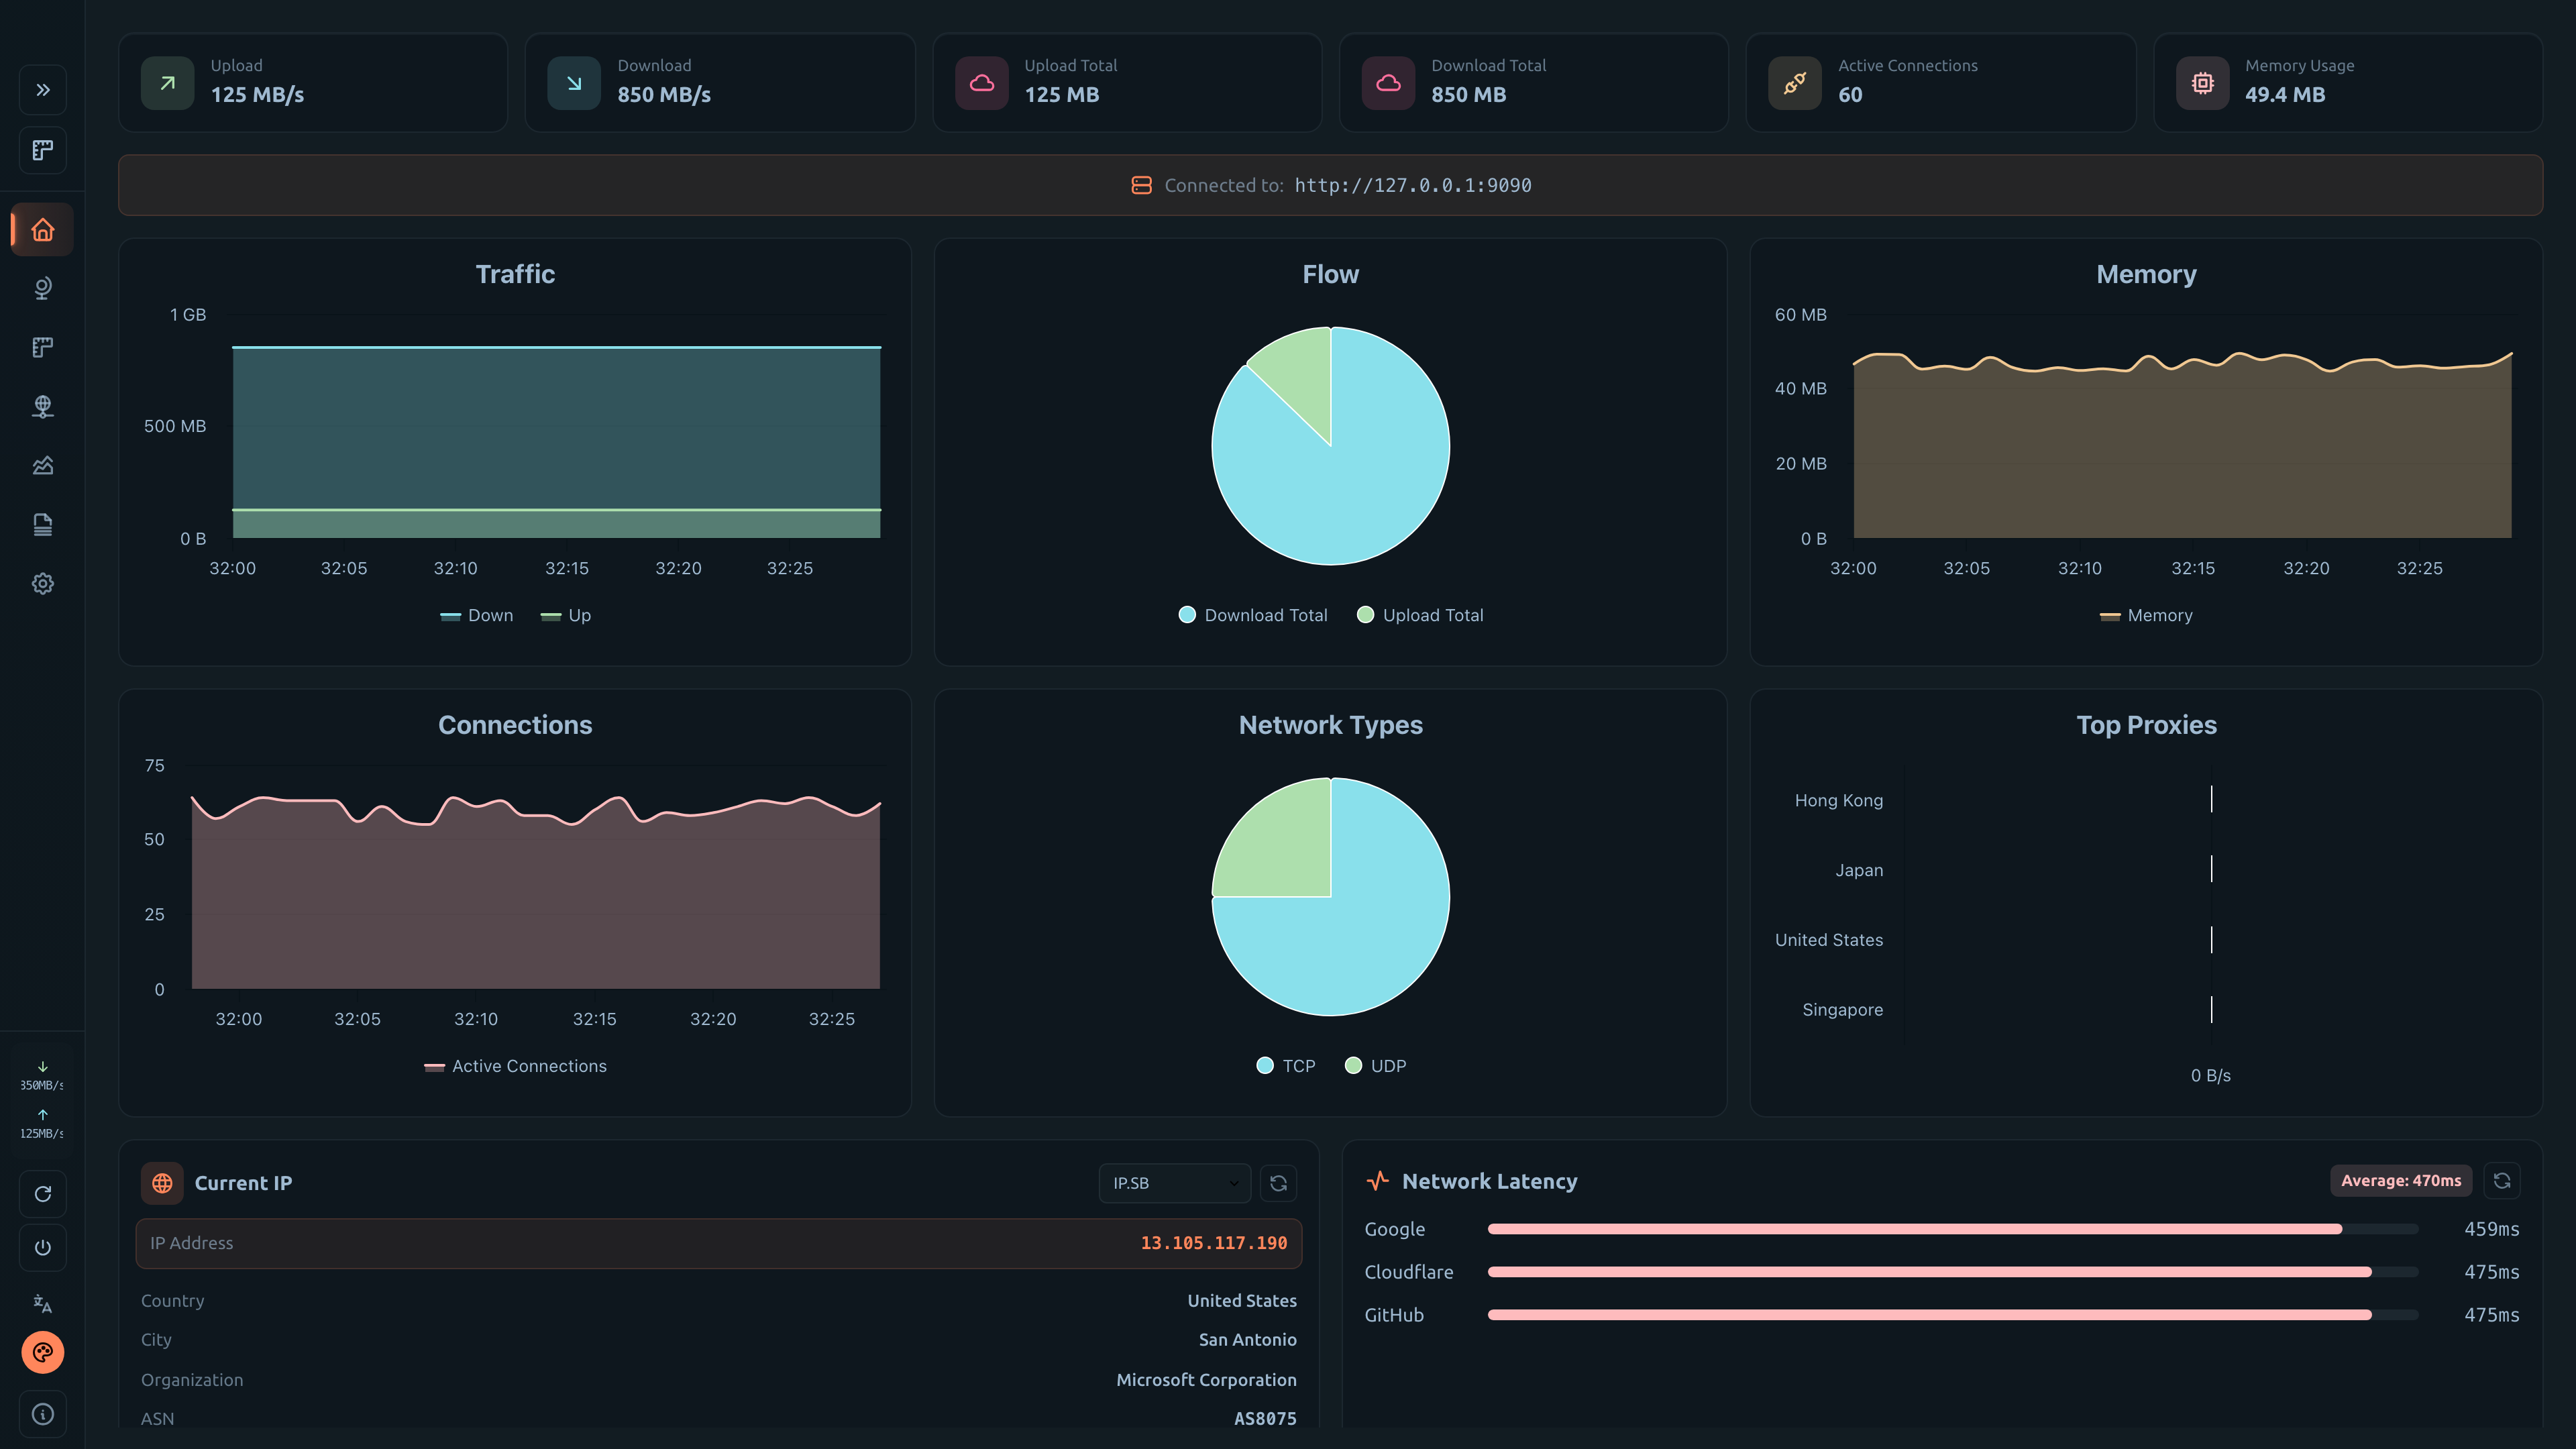 Upload
125 MB/s
Download
850 MB/s
Upload Total
125 MB
Download Total
850 MB
Active Connections
60
Memory Usage
49.4 MB
Connected to: http://127.0.0.1:9090
Traffic
1 GB
500 MB
0 B
32:00 32:05 32:10 32:15 32:20 32:25
Down Up
Flow
Download Total Upload Total
Memory
60 MB
40 MB
20 MB
0 B
32:00 32:05 32:10 32:15 32:20 32:25
Memory
Connections
75
50
25
0
32:00 32:05 32:10 32:15 32:20 32:25
Active Connections
Network Types
TCP UDP
Top Proxies
Hong Kong
Japan
United States
Singapore
0 B/s
850MB/s
125MB/s
Current IP
IP.SB
IP Address 13.105.117.190
Country United States
City San Antonio
Organization Microsoft Corporation
ASN AS8075
Network Latency
Average: 470ms
Google 459ms
Cloudflare 475ms
GitHub 475ms